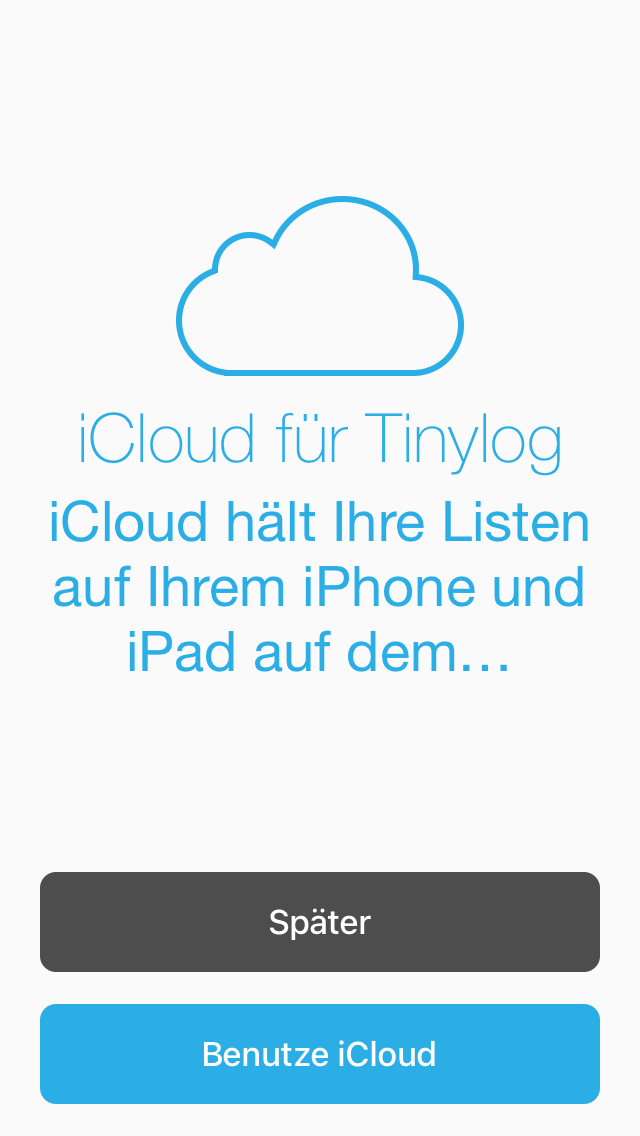 iCloud für Tinylog
iCloud hält Ihre Listen
auf Ihrem iPhone und
iPad auf dem…
Später
Benutze iCloud